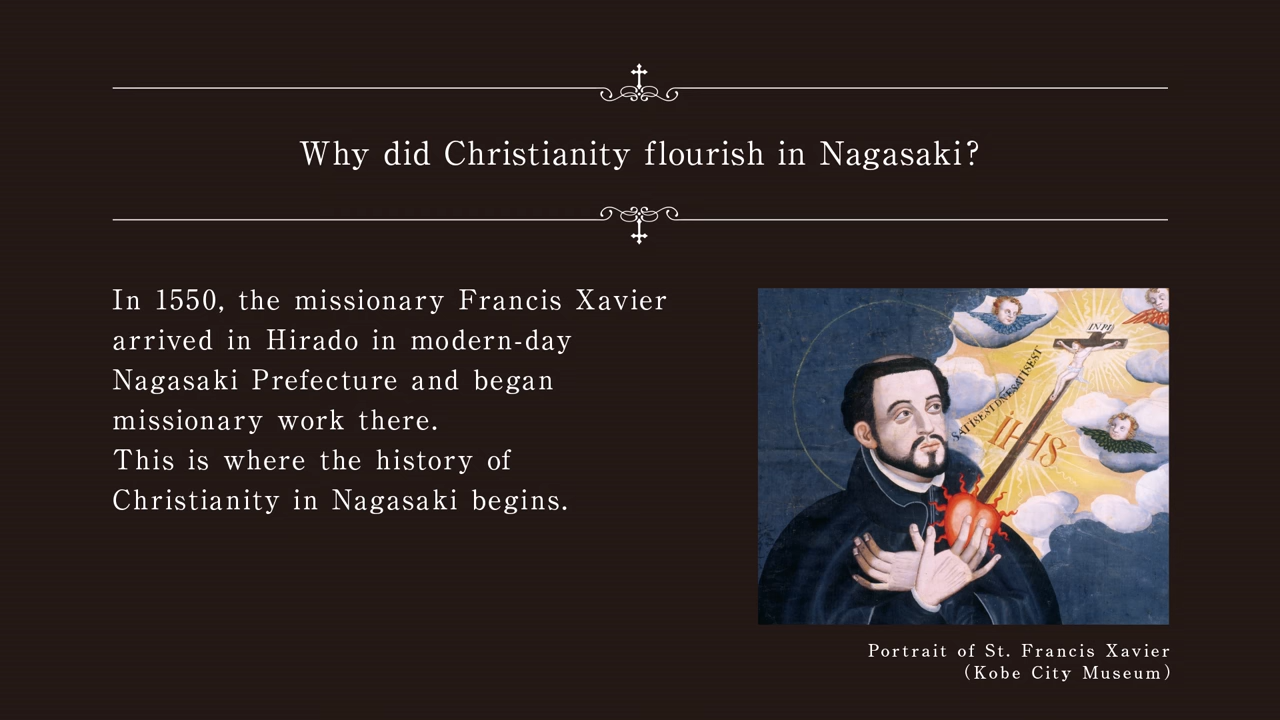 Why did Christianity flourish in Nagasaki?
In 1550, the missionary Francis Xavier
arrived in Hirado in modern-day
Nagasaki Prefecture and began
missionary work there.
This is where the history of
Christianity in Nagasaki begins.
INRI
IHS
Portrait of St. Francis Xavier
(Kobe City Museum)